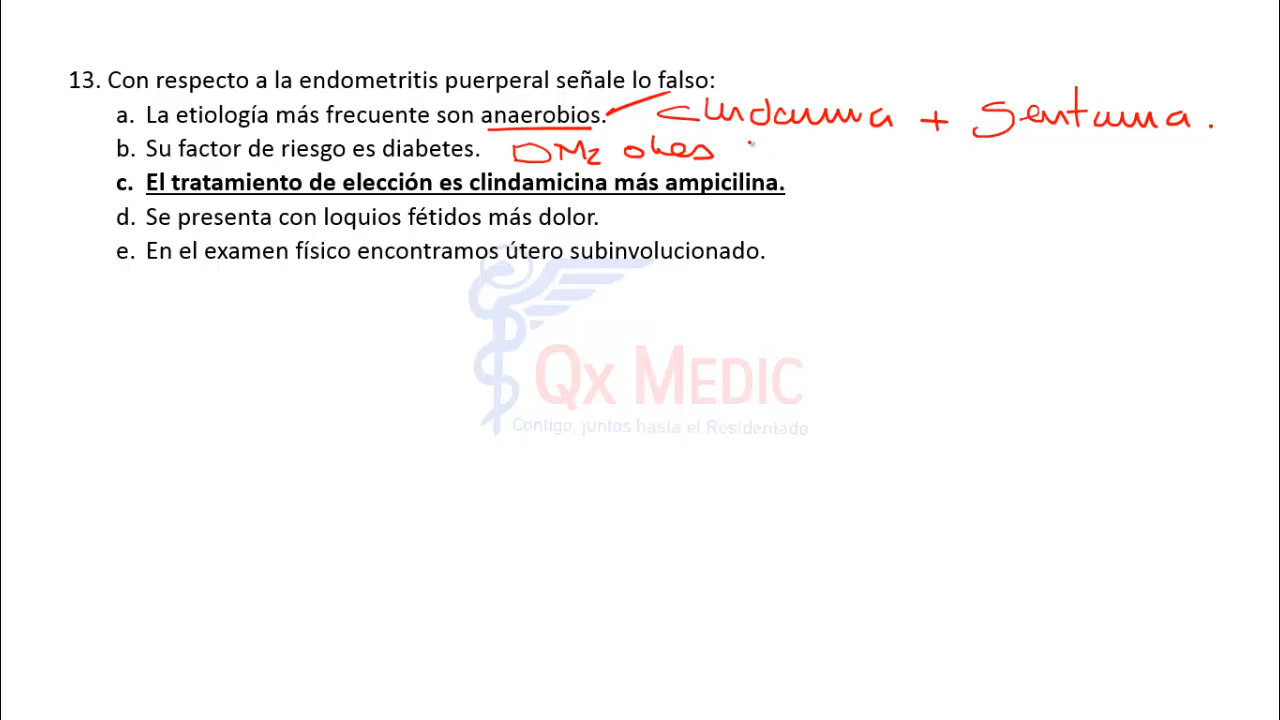 13. Con respecto a la endometritis puerperal señale lo falso:
a. La etiología más frecuente son anaerobios. Clindamicina + Gentamicina.
b. Su factor de riesgo es diabetes. DM2 obes
c. El tratamiento de elección es clindamicina más ampicilina.
d. Se presenta con loquios fétidos más dolor.
e. En el examen físico encontramos útero subinvolucionado.
Qx MEDIC
Contigo, juntos hasta el Residentado